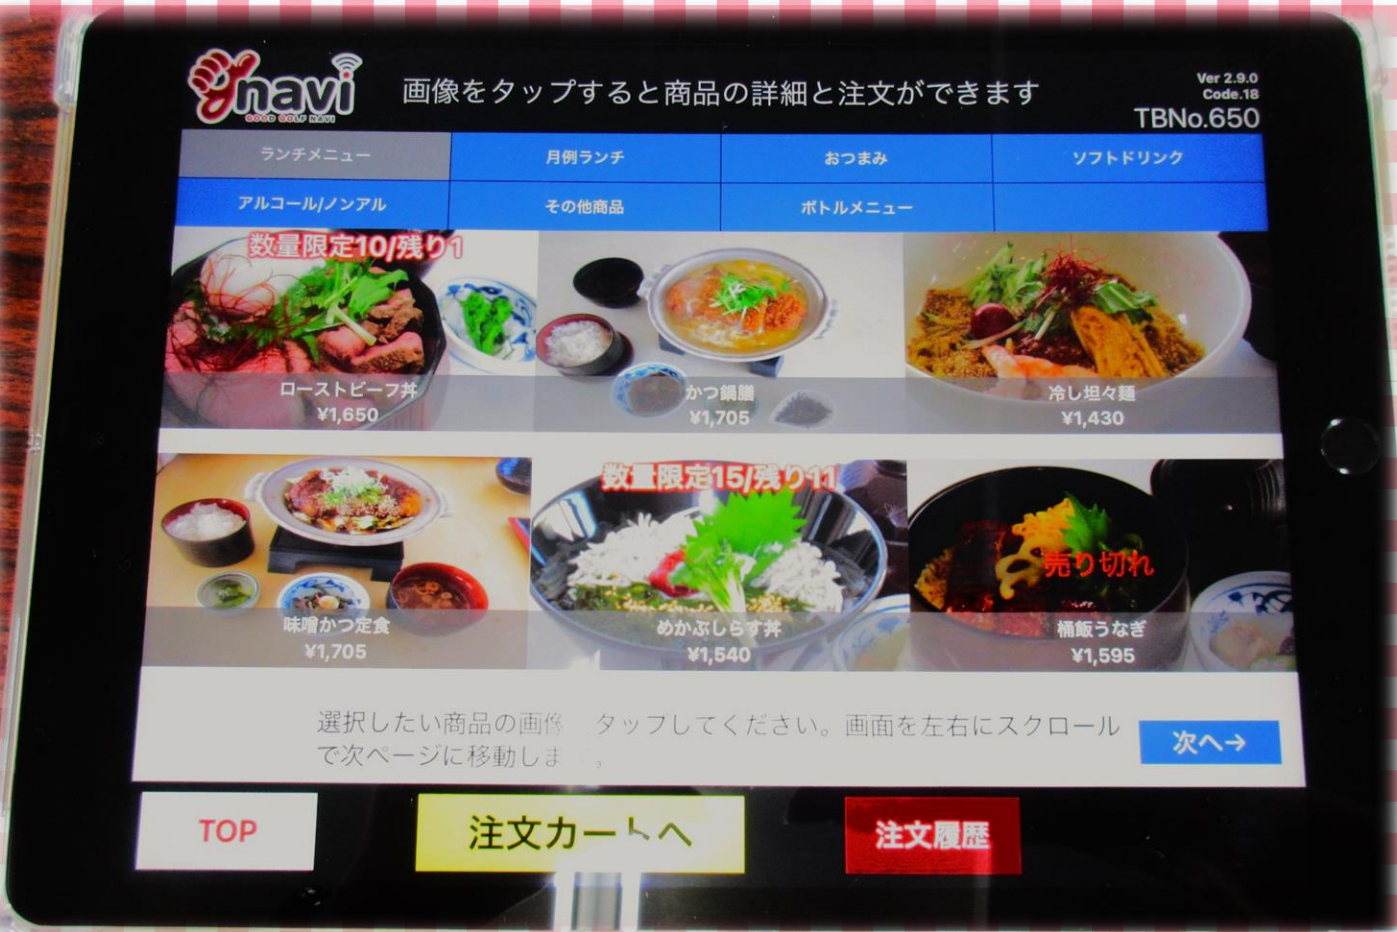 gnavi
GOOD GOLF NAVI
画像をタップすると商品の詳細と注文ができます
Ver 2.9.0
Code.18
TBNo.650
ランチメニュー
月例ランチ
おつまみ
ソフトドリンク
アルコール/ノンアル
その他商品
ボトルメニュー
数量限定10/残り1
ローストビーフ丼
¥1,650
かつ鍋膳
¥1,705
冷し坦々麺
¥1,430
味噌かつ定食
¥1,705
数量限定15/残り11
めかぶしらす丼
¥1,540
売り切れ
桶飯うなぎ
¥1,595
選択したい商品の画像 タップしてください。画面を左右にスクロール
で次ページに移動しま 。
次へ→
TOP
注文カートへ
注文履歴